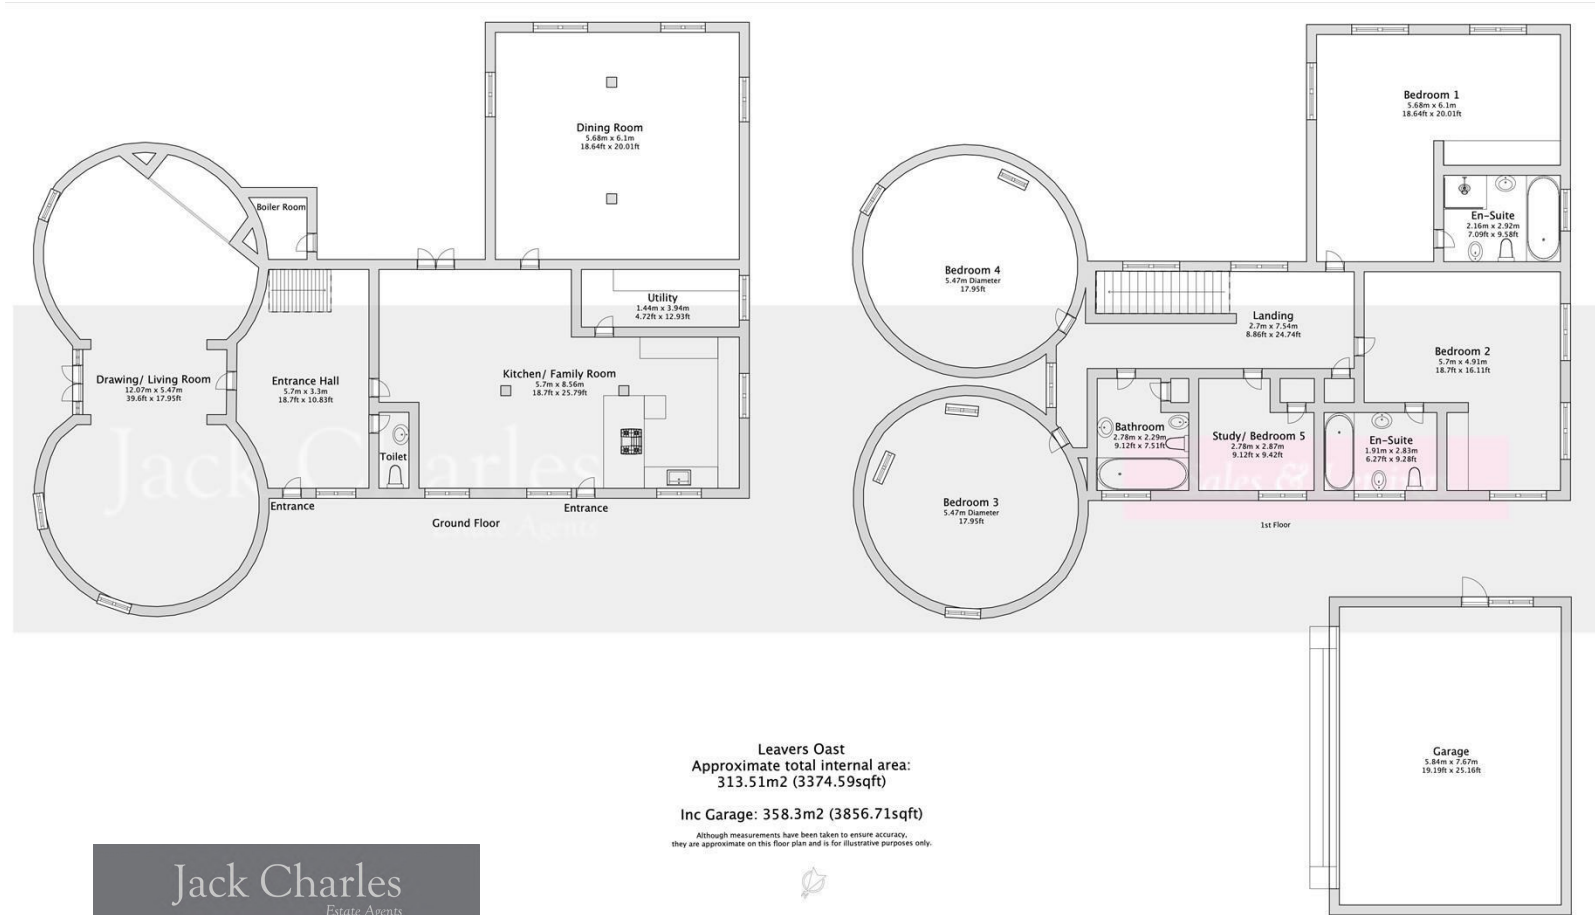 Dining Room
5.68m x 6.1m
18.64ft x 20.01ft
Boiler Room
Utility
1.44m x 3.94m
4.72ft x 12.93ft
Drawing/ Living Room
12.07m x 5.47m
39.6ft x 17.95ft
Entrance Hall
5.7m x 3.3m
18.7ft x 10.83ft
Kitchen/ Family Room
5.7m x 8.56m
18.7ft x 25.79ft
Toilet
Entrance
Entrance
Ground Floor
Jack Charles
Estate Agents
Bedroom 1
5.68m x 6.1m
18.64ft x 20.01ft
En-Suite
2.16m x 2.92m
7.09ft x 9.58ft
Bedroom 4
5.47m Diameter
17.95ft
Landing
2.7m x 7.54m
8.86ft x 24.74ft
Bedroom 2
5.7m x 4.91m
18.7ft x 16.11ft
Bathroom
2.78m x 2.29m
9.12ft x 7.51ft
Study/ Bedroom 5
2.78m x 2.87m
9.12ft x 9.42ft
En-Suite
1.91m x 2.83m
6.27ft x 9.28ft
Bedroom 3
5.47m Diameter
17.95ft
1st Floor
Garage
5.84m x 7.67m
19.19ft x 25.16ft
Leavers Oast
Approximate total internal area:
313.51m2 (3374.59sqft)
Inc Garage: 358.3m2 (3856.71sqft)
Although measurements have been taken to ensure accuracy,
they are approximate on this floor plan and is for illustrative purposes only.
Jack Charles
Estate Agents